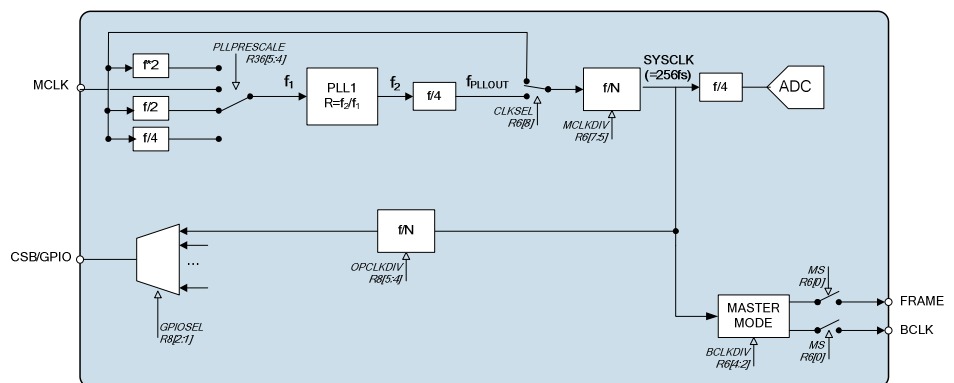 PLLPRESCALE
R36[5:4]
SYSCLK
(=256fs)
f*2
MCLK
f1
PLL1
R=f2/f1
f2
f/4
fPLLOUT
f/N
f/4
ADC
f/2
CLKSEL
R6[8]
MCLKDIV
R6[7:5]
f/4
f/N
CSB/GPIO
...
OPCLKDIV
R8[5:4]
MS
R6[0]
MASTER
MODE
FRAME
BCLK
GPIOSEL
R8[2:1]
BCLKDIV
R6[4:2]
MS
R6[0]